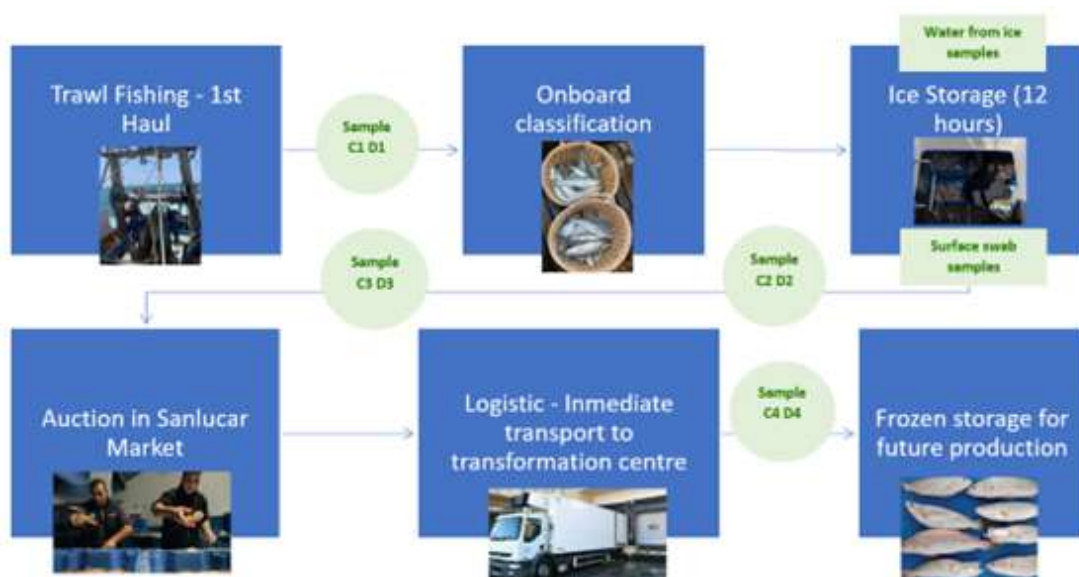 Trawl Fishing - 1st
Haul
Sample
C1 D1
Onboard
classification
Water from ice
samples
Ice Storage (12
hours)
Surface swab
samples
Sample
C2 D2
Sample
C3 D3
Auction in Sanlucar
Market
Logistic - Inmediate
transport to
transformation centre
Sample
C4 D4
Frozen storage for
future production